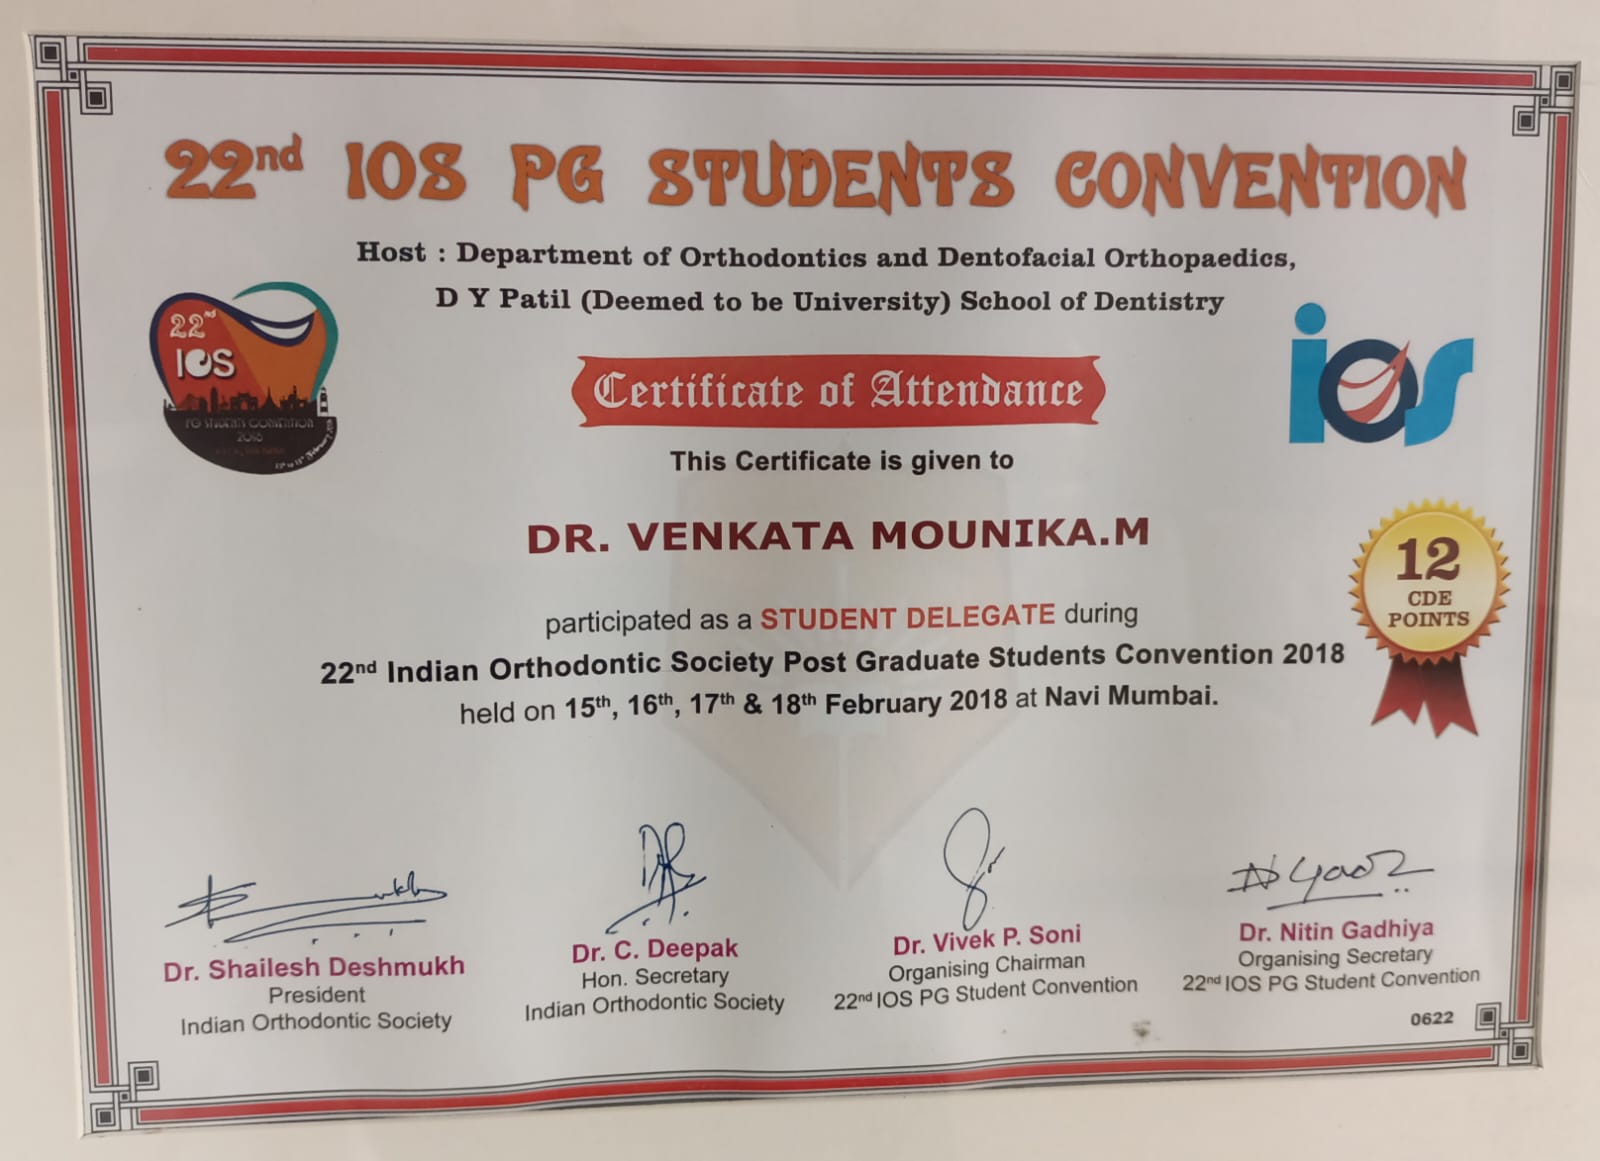 22nd IOS PG STUDENTS CONVENTION
Host : Department of Orthodontics and Dentofacial Orthopaedics,
D Y Patil (Deemed to be University) School of Dentistry
22nd
IOS
PG STUDENTS CONVENTION
2018
ios
Certificate of Attendance
This Certificate is given to
DR. VENKATA MOUNIKA.M
12
CDE
POINTS
participated as a STUDENT DELEGATE during
22nd Indian Orthodontic Society Post Graduate Students Convention 2018
held on 15th, 16th, 17th & 18th February 2018 at Navi Mumbai.
Dr. Shailesh Deshmukh
President
Indian Orthodontic Society
Dr. C. Deepak
Hon. Secretary
Indian Orthodontic Society
Dr. Vivek P. Soni
Organising Chairman
22nd IOS PG Student Convention
Dr. Nitin Gadhiya
Organising Secretary
22nd IOS PG Student Convention
0622